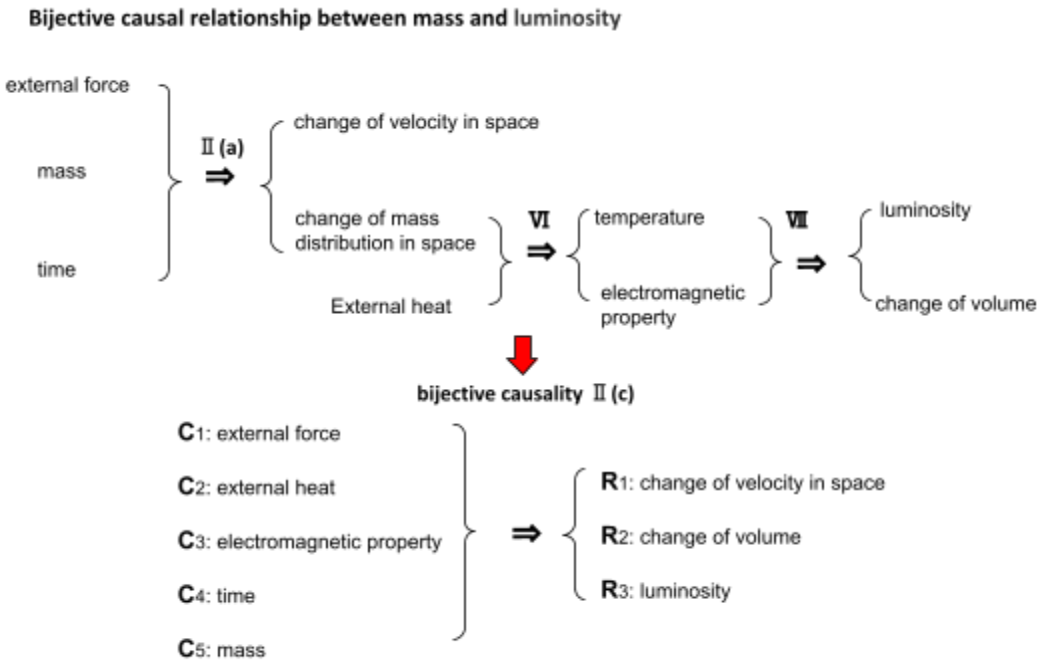 Bijective causal relationship between mass and luminosity
external force
mass
time
Ⅱ (a)
⇒
change of velocity in space
change of mass
distribution in space
External heat
Ⅵ
⇒
temperature
electromagnetic
property
Ⅶ
⇒
luminosity
change of volume
bijective causality Ⅱ (c)
C1: external force
C2: external heat
C3: electromagnetic property
C4: time
C5: mass
⇒
R1: change of velocity in space
R2: change of volume
R3: luminosity